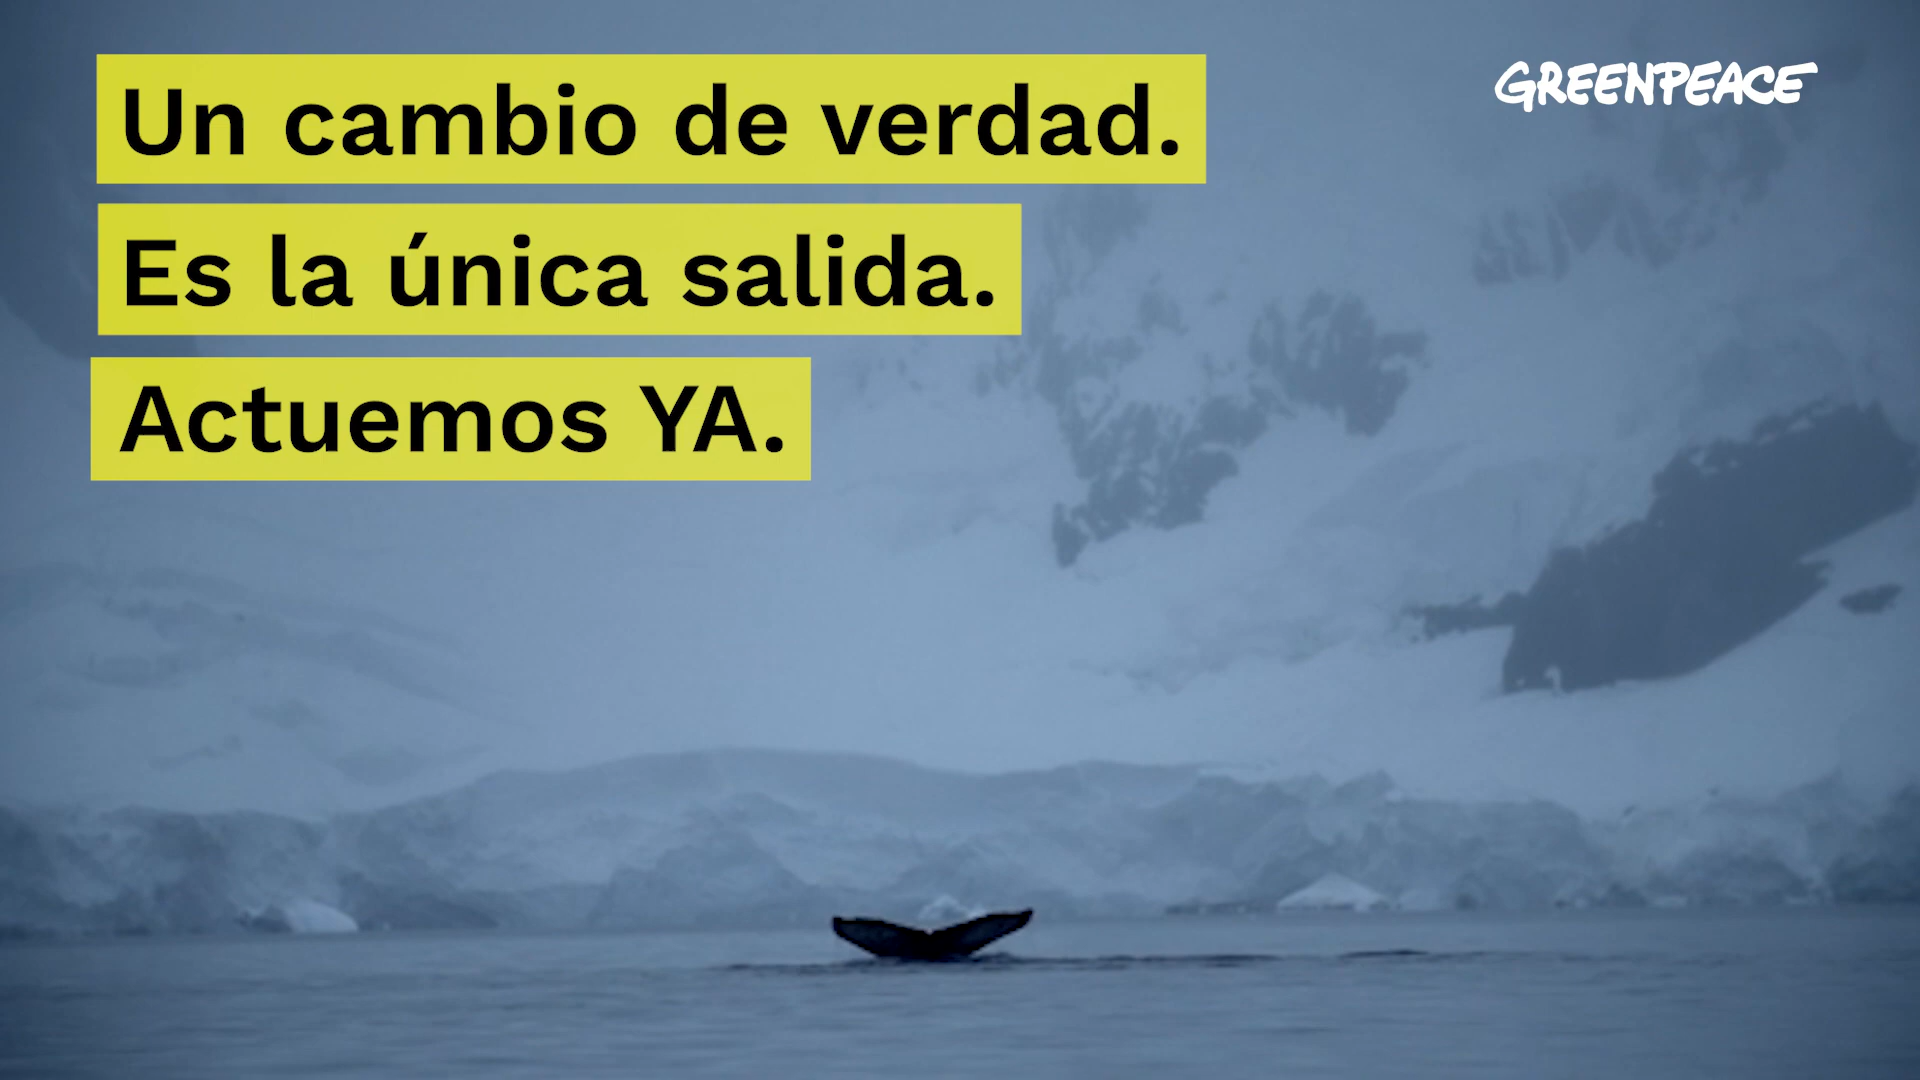 Un cambio de verdad.
GREENPEACE
Es la única salida.
Actuemos YA.